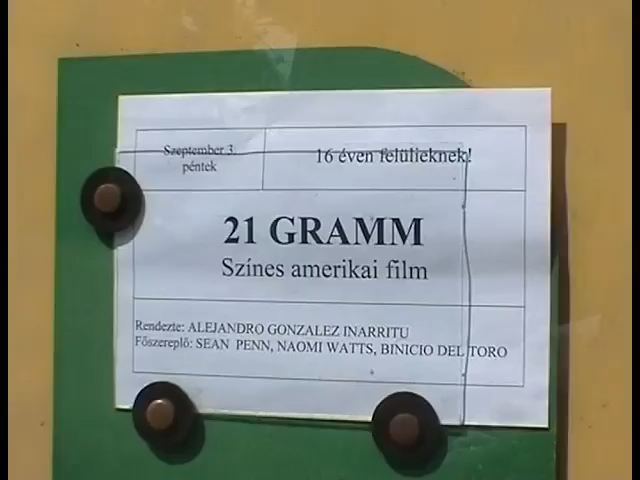 Szeptember 3.
péntek
16 éven felülieknek!
21 GRAMM
Színes amerikai film
Rendezte: ALEJANDRO GONZALEZ INARRITU
Főszereplő: SEAN PENN, NAOMI WATTS, BINICIO DEL TORO